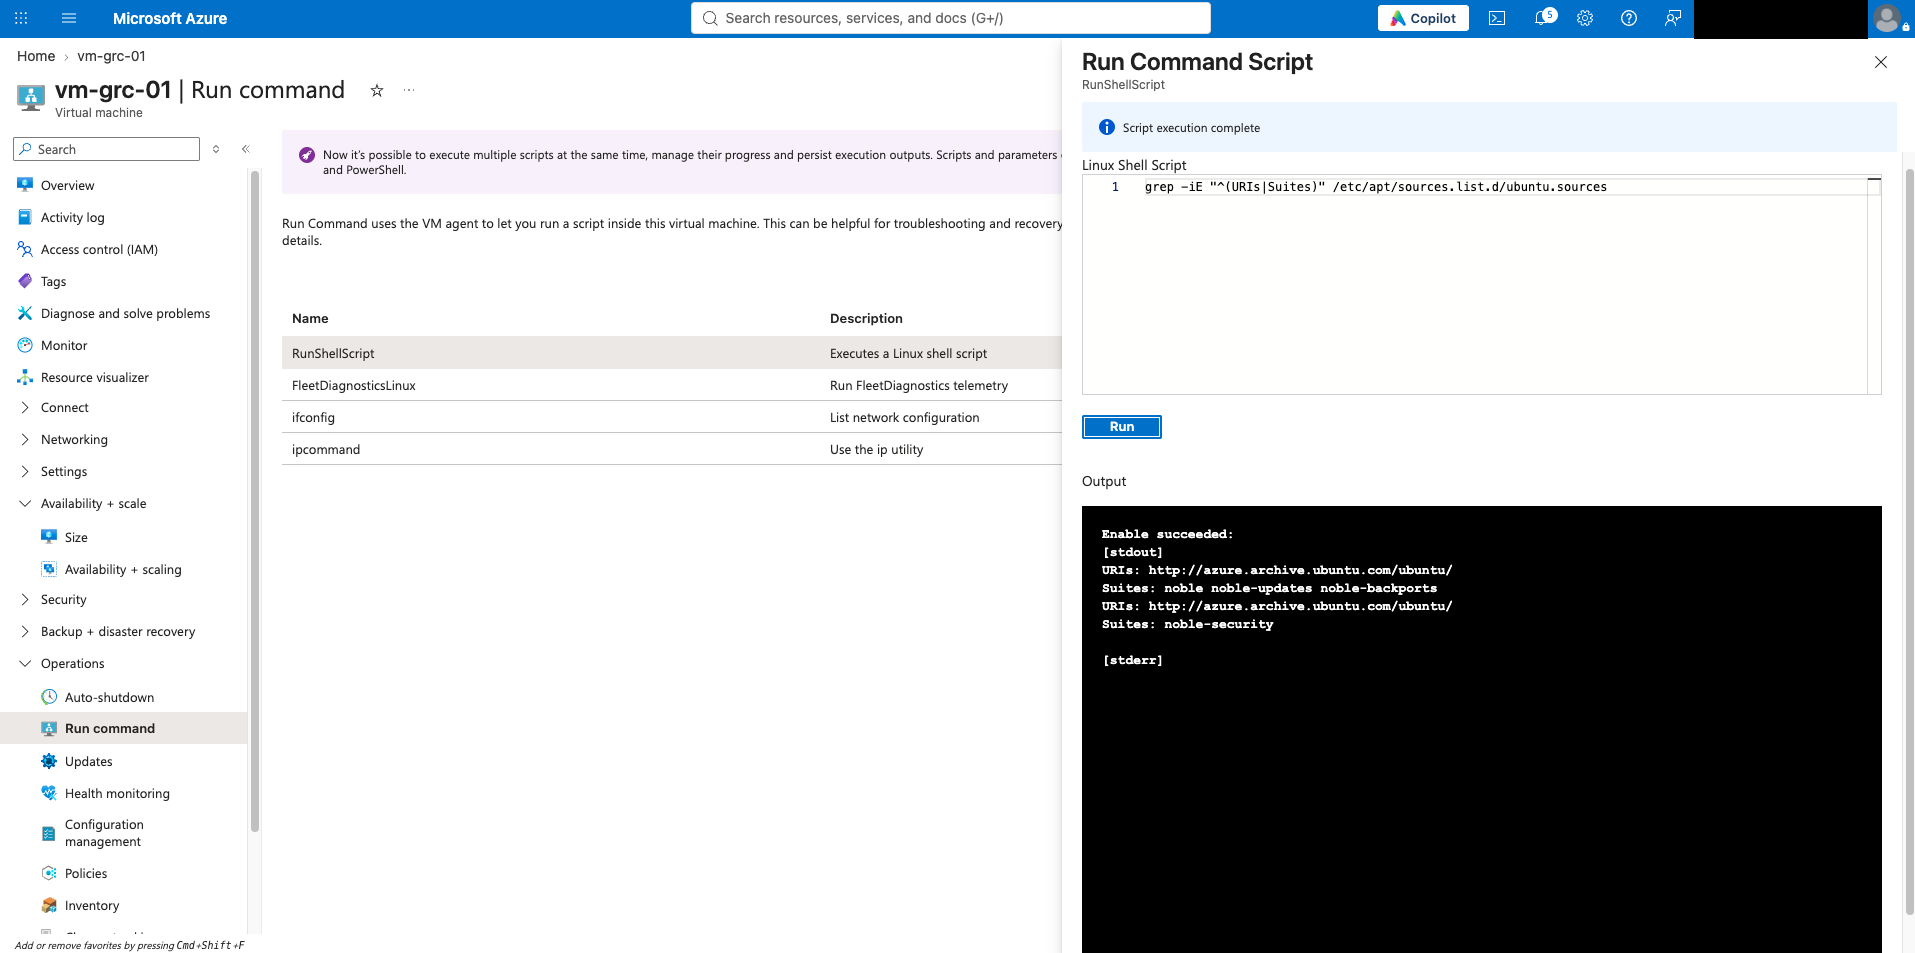 Microsoft Azure
Search resources, services, and docs (G+/)
Copilot
5
Home › vm-grc-01
vm-grc-01 | Run command
Virtual machine
Search
Overview
Activity log
Access control (IAM)
Tags
Diagnose and solve problems
Monitor
Resource visualizer
Connect
Networking
Settings
Availability + scale
Size
Availability + scaling
Security
Backup + disaster recovery
Operations
Auto-shutdown
Run command
Updates
Health monitoring
Configuration
management
Policies
Inventory
Add or remove favorites by pressing Cmd+Shift+F
Now it's possible to execute multiple scripts at the same time, manage their progress and persist execution outputs. Scripts and parameters
and PowerShell.
Run Command uses the VM agent to let you run a script inside this virtual machine. This can be helpful for troubleshooting and recovery
details.
Name Description
RunShellScript Executes a Linux shell script
FleetDiagnosticsLinux Run FleetDiagnostics telemetry
ifconfig List network configuration
ipcommand Use the ip utility
Run Command Script
RunShellScript
Script execution complete
Linux Shell Script
1 grep -iE "^(URIs|Suites)" /etc/apt/sources.list.d/ubuntu.sources
Run
Output
Enable succeeded:
[stdout]
URIs: http://azure.archive.ubuntu.com/ubuntu/
Suites: noble noble-updates noble-backports
URIs: http://azure.archive.ubuntu.com/ubuntu/
Suites: noble-security
[stderr]